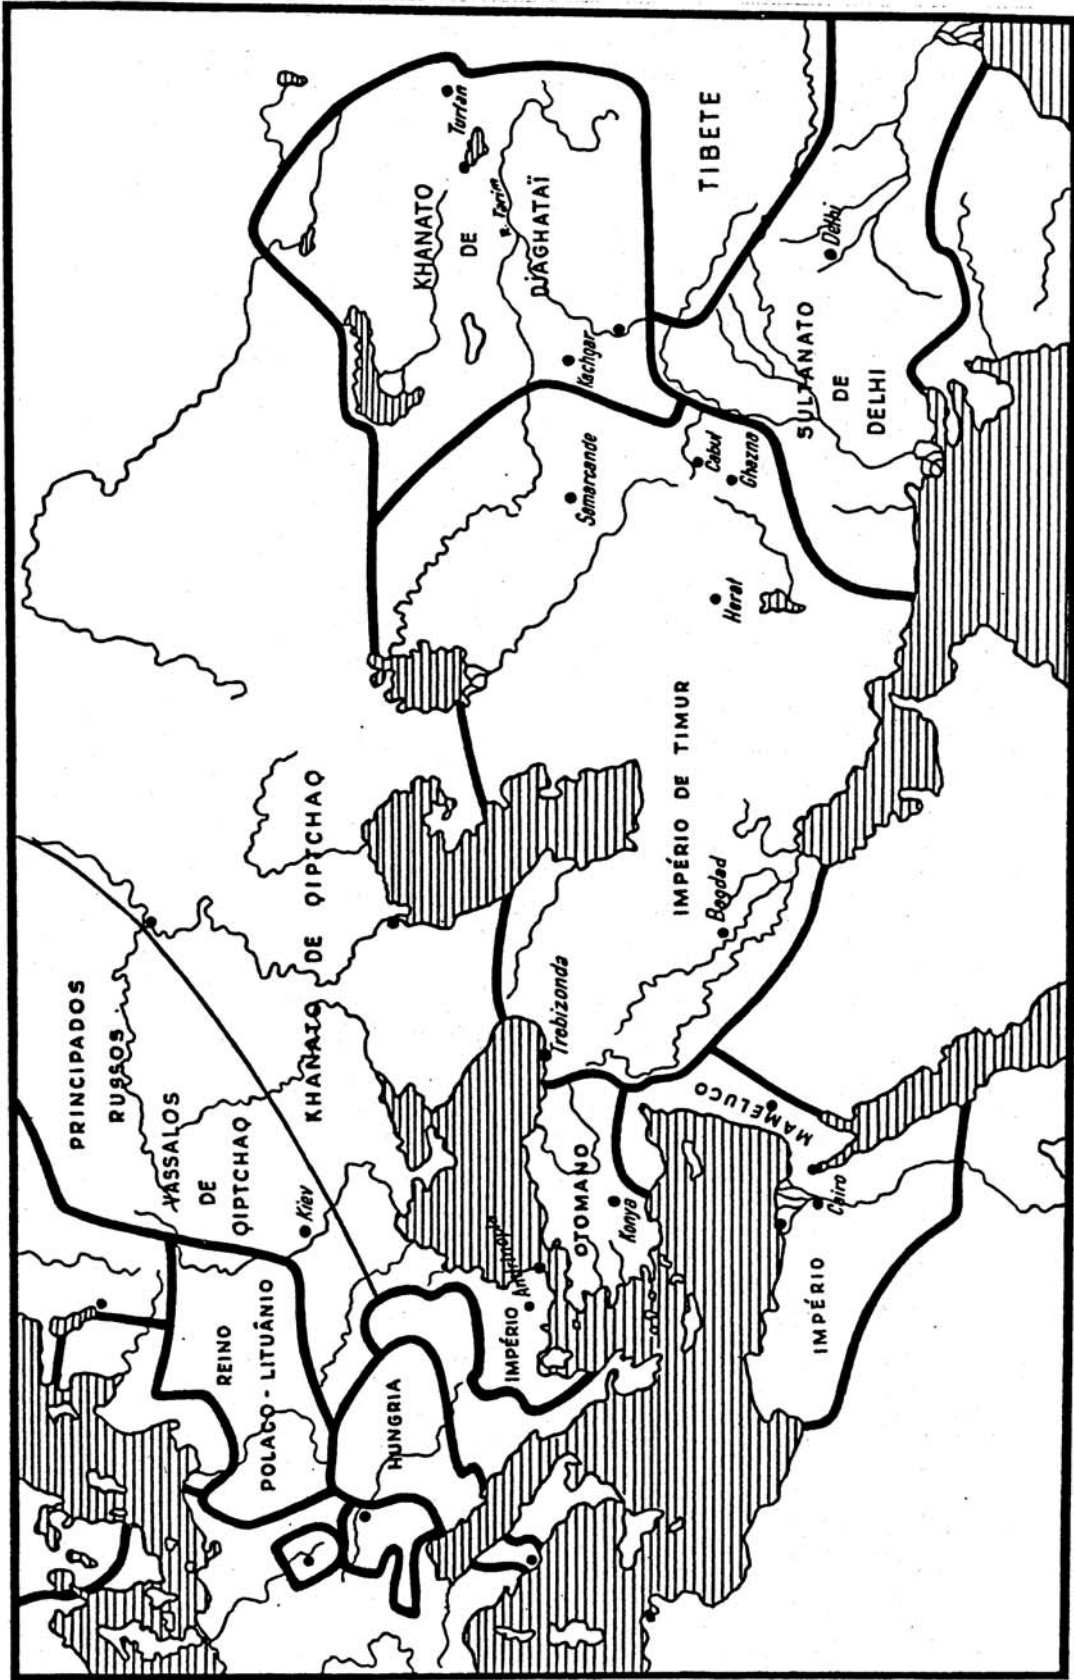 PRINCIPADOS
RUSSOS
VASSALOS
DE
QIPTCHAQ
Kiev
REINO
POLACO - LITUÂNIO
HUNGRIA
KHANATO DE QIPTCHAQ
IMPÉRIO
OTOMANO
Andrinopla
Konya
Trebizonda
IMPÉRIO
MAMELUCO
Cairo
IMPÉRIO DE TIMUR
Bagdad
Herat
Samarcande
Cabul
Ghazna
KHANATO
DE
DJAGHATAÏ
Turfan
R. Tarim
Kachgar
TIBETE
SULTANATO
DE
DELHI
Delhi